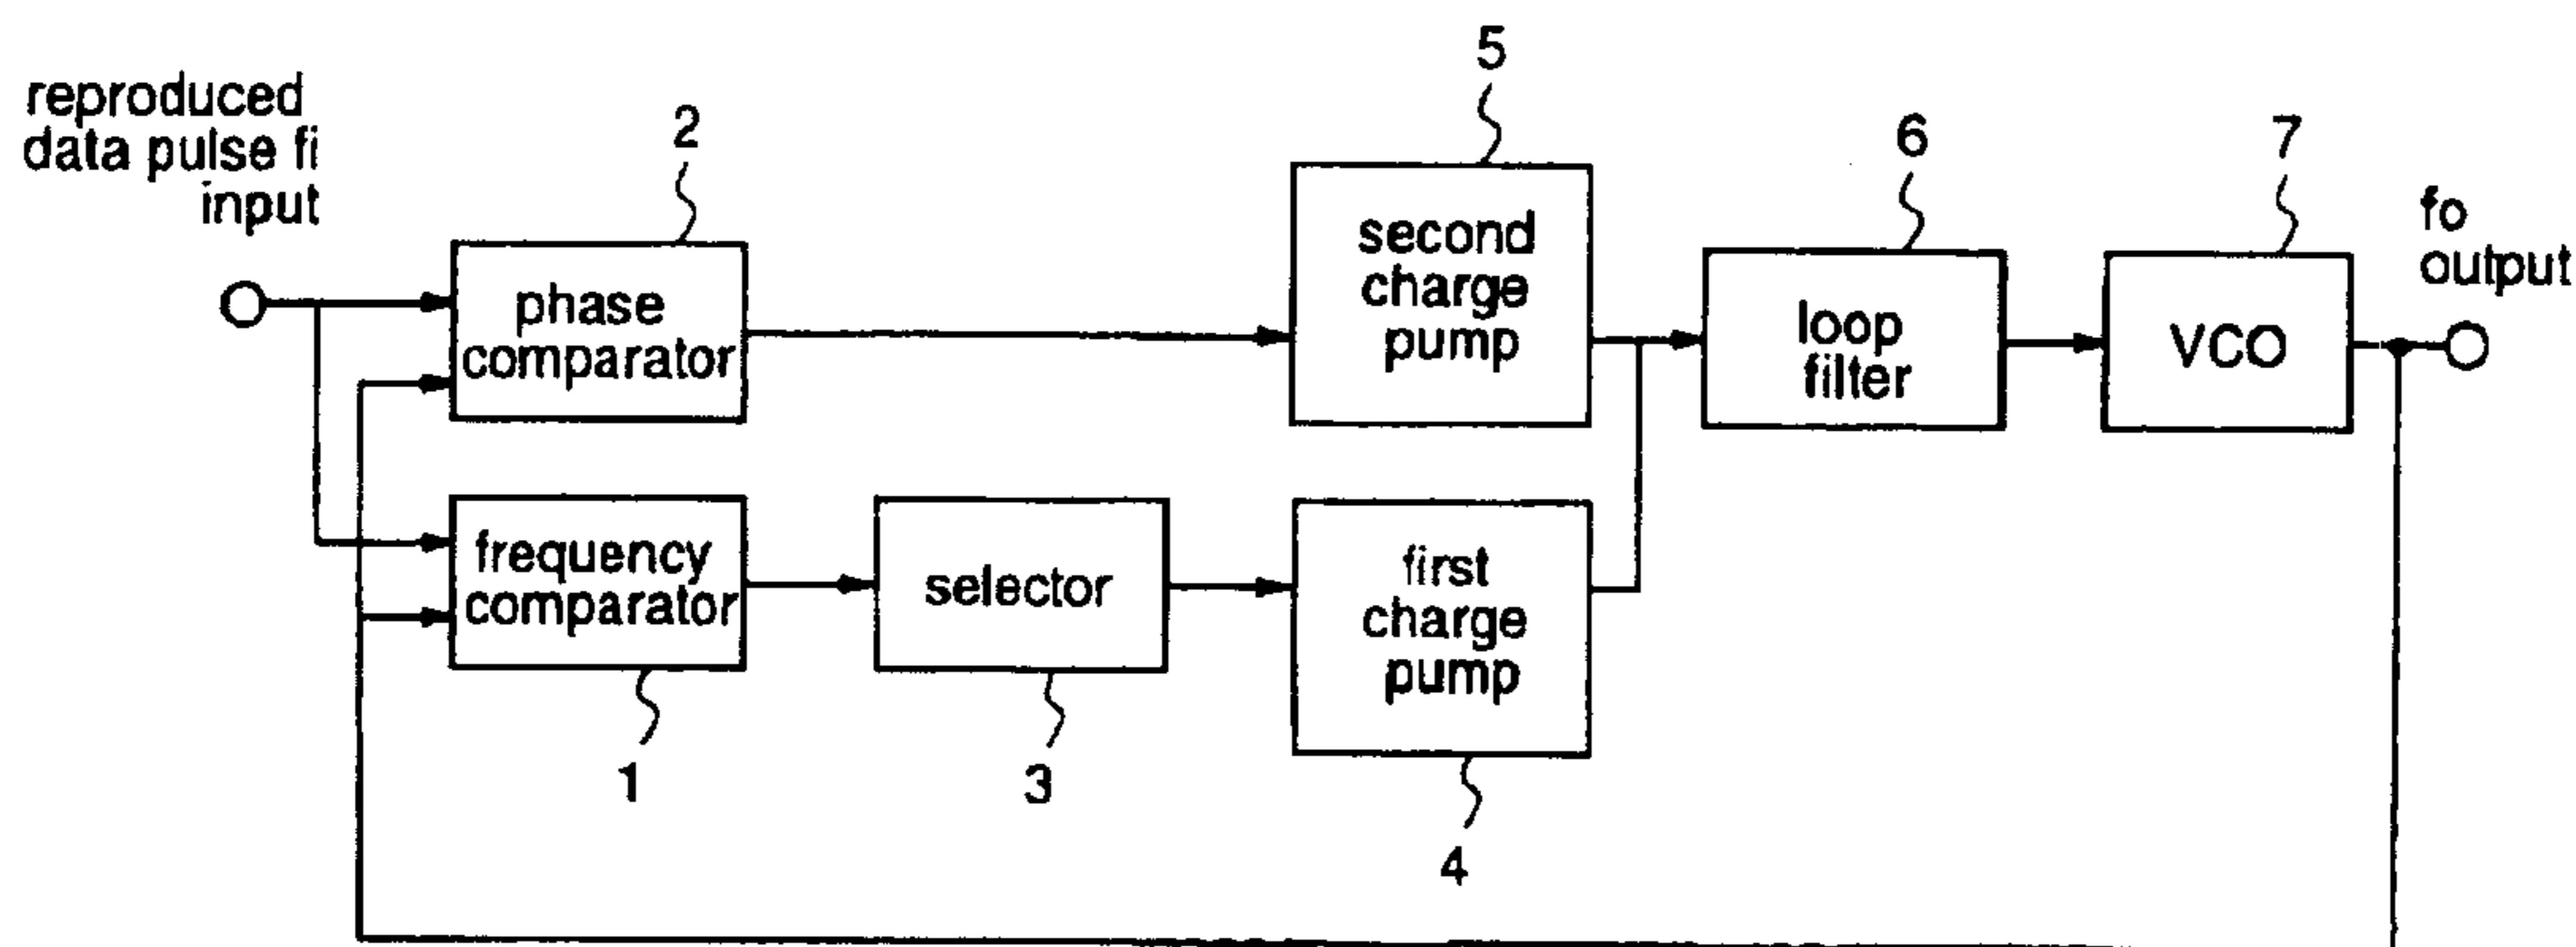 reproduced
data pulse fi
input
2
phase
comparator
5
second
charge
pump
6
loop
filter
7
VCO
fo
output
frequency
comparator
1
selector
3
first
charge
pump
4